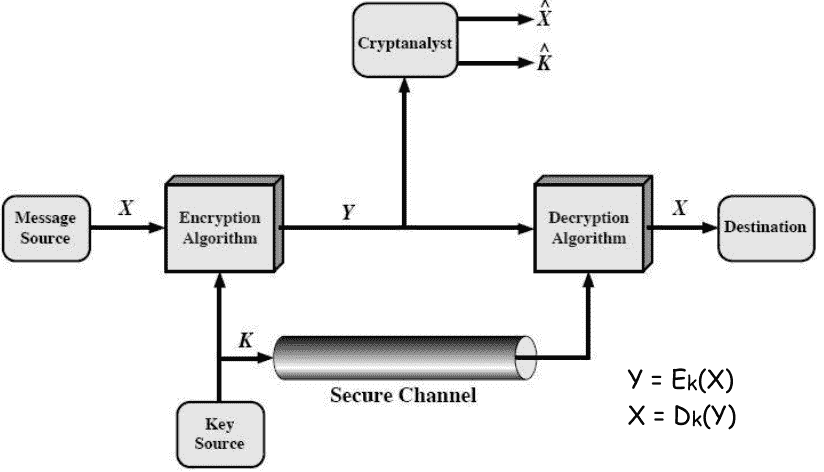 X̂
Cryptanalyst
K̂
Message
Source
X
Encryption
Algorithm
Y
Decryption
Algorithm
X
Destination
K
Secure Channel
Key
Source
Y = Eₖ(X)
X = Dₖ(Y)